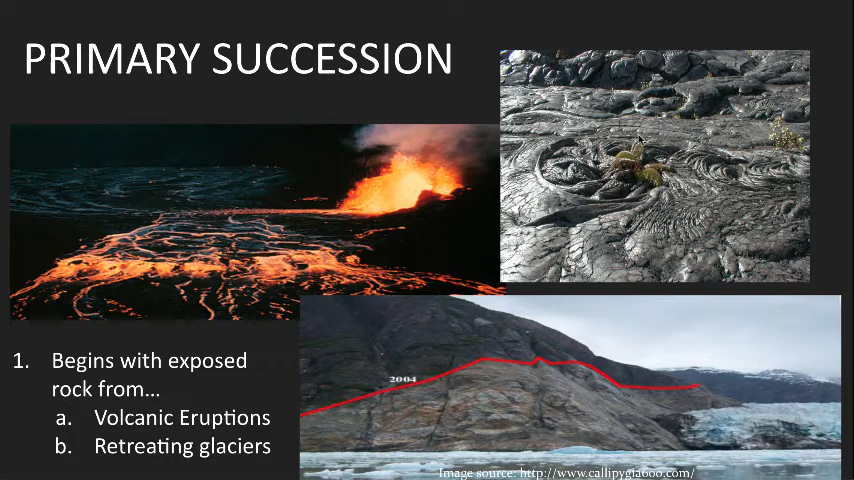 PRIMARY SUCCESSION
1. Begins with exposed
rock from...
a. Volcanic Eruptions
b. Retreating glaciers
2004
Image source: http://www.callipygia600.com/